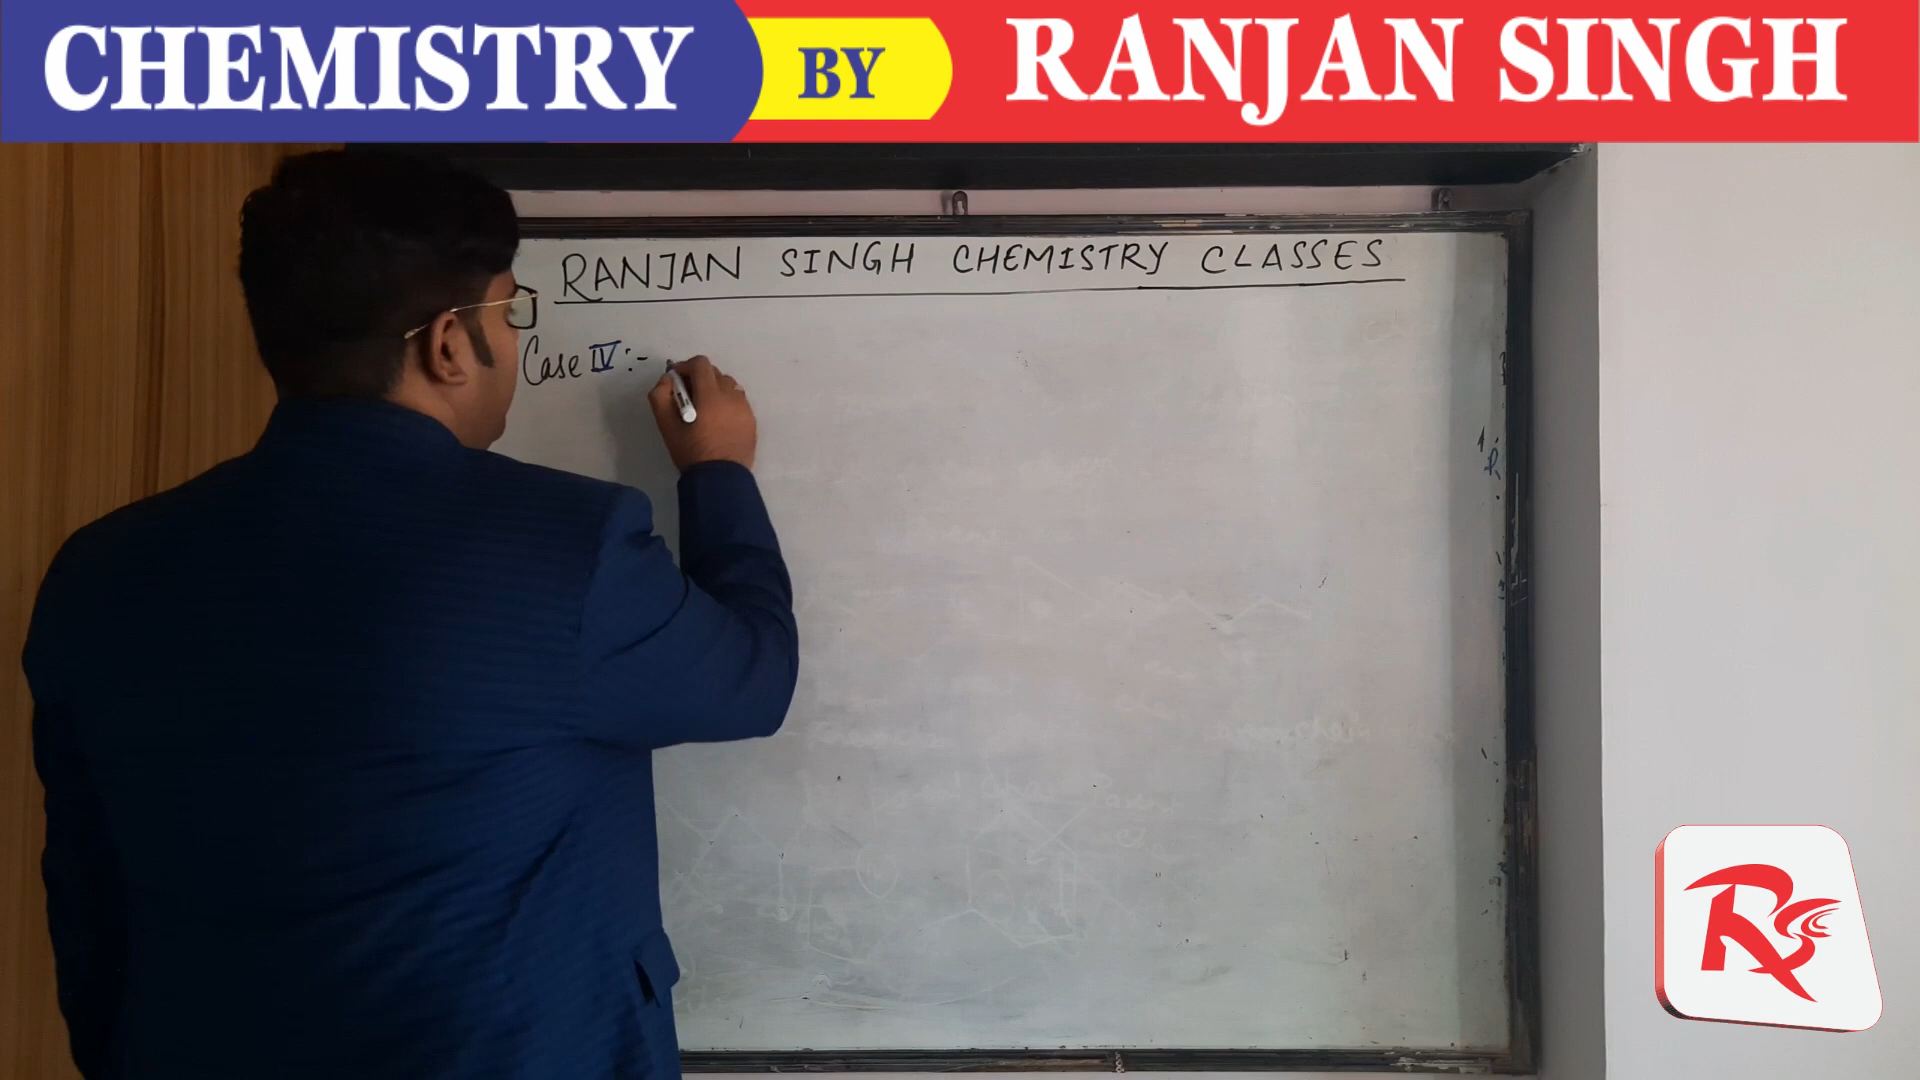 CHEMISTRY BY RANJAN SINGH
RANJAN SINGH CHEMISTRY CLASSES
Case IV :-